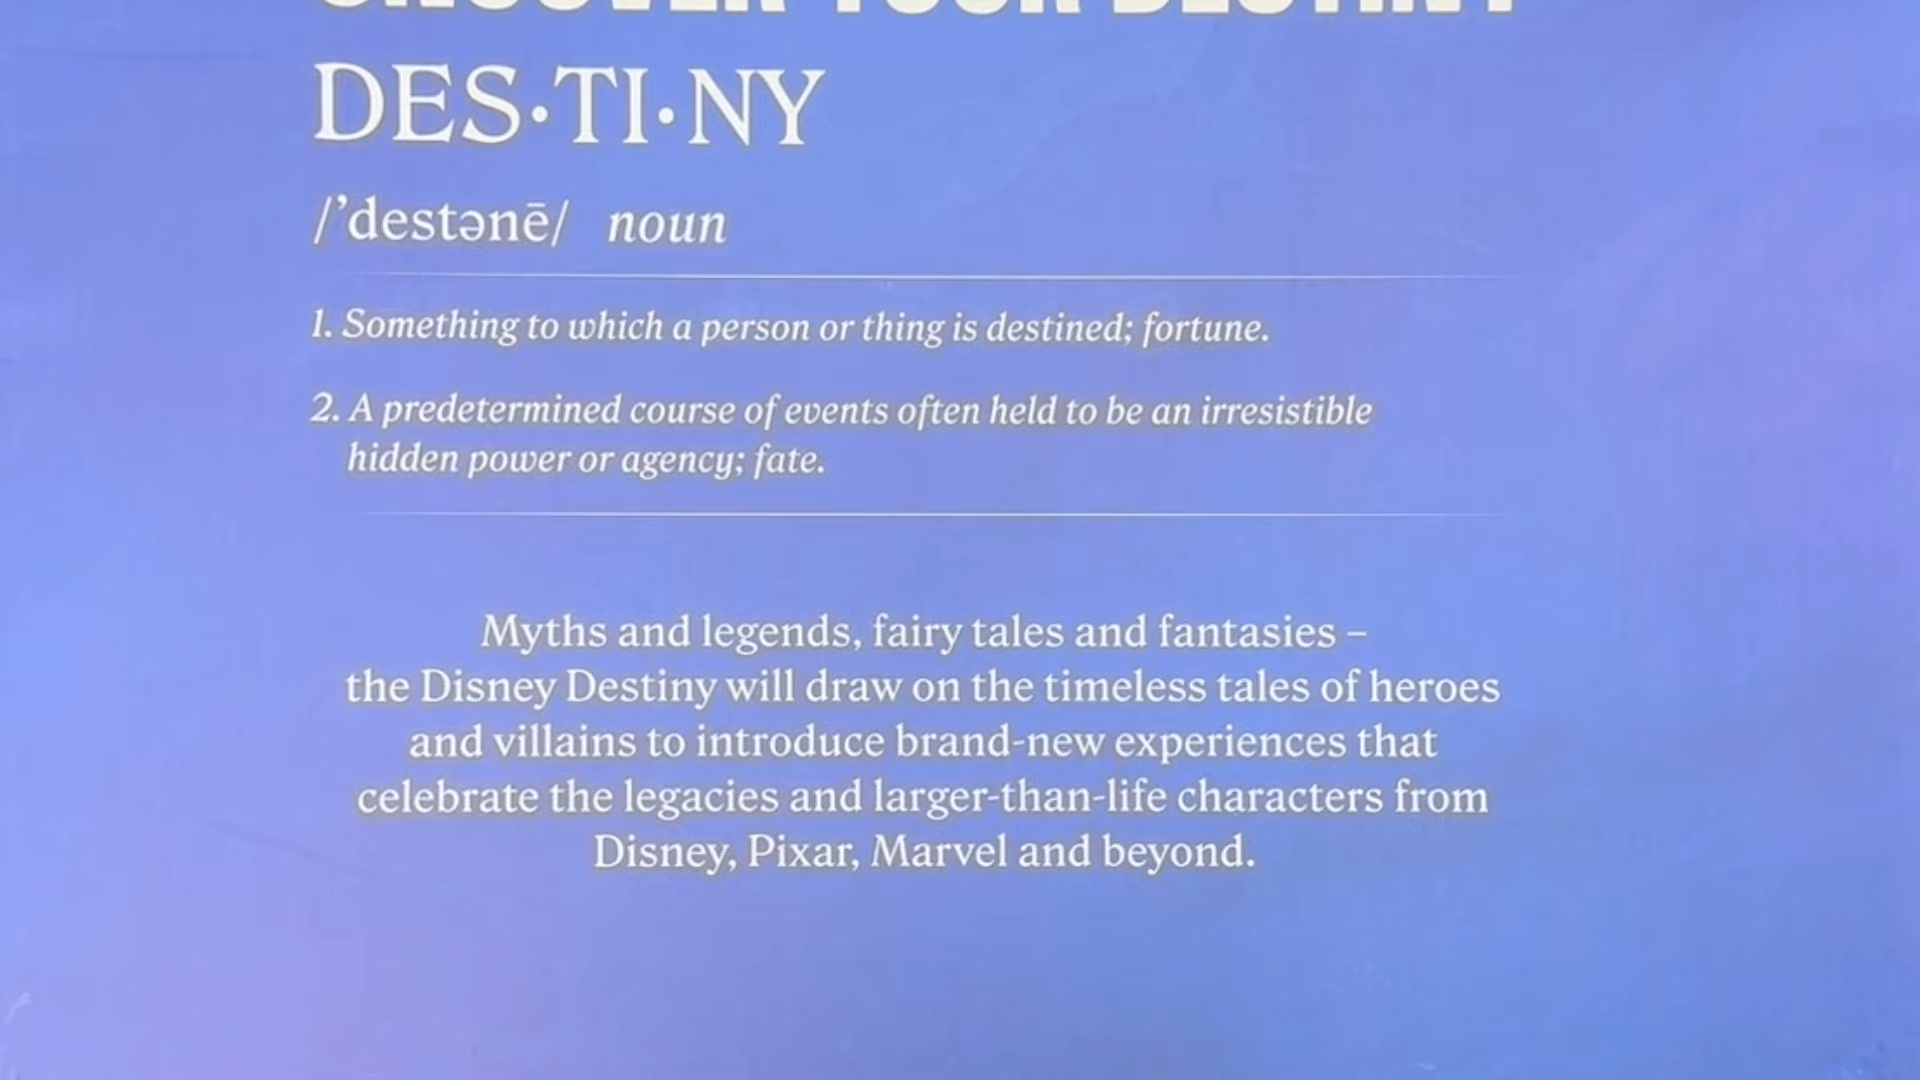 UNCOVER YOUR DESTINY
DES·TI·NY
/’destənē/ noun
1. Something to which a person or thing is destined; fortune.
2. A predetermined course of events often held to be an irresistible
hidden power or agency; fate.
Myths and legends, fairy tales and fantasies –
the Disney Destiny will draw on the timeless tales of heroes
and villains to introduce brand-new experiences that
celebrate the legacies and larger-than-life characters from
Disney, Pixar, Marvel and beyond.